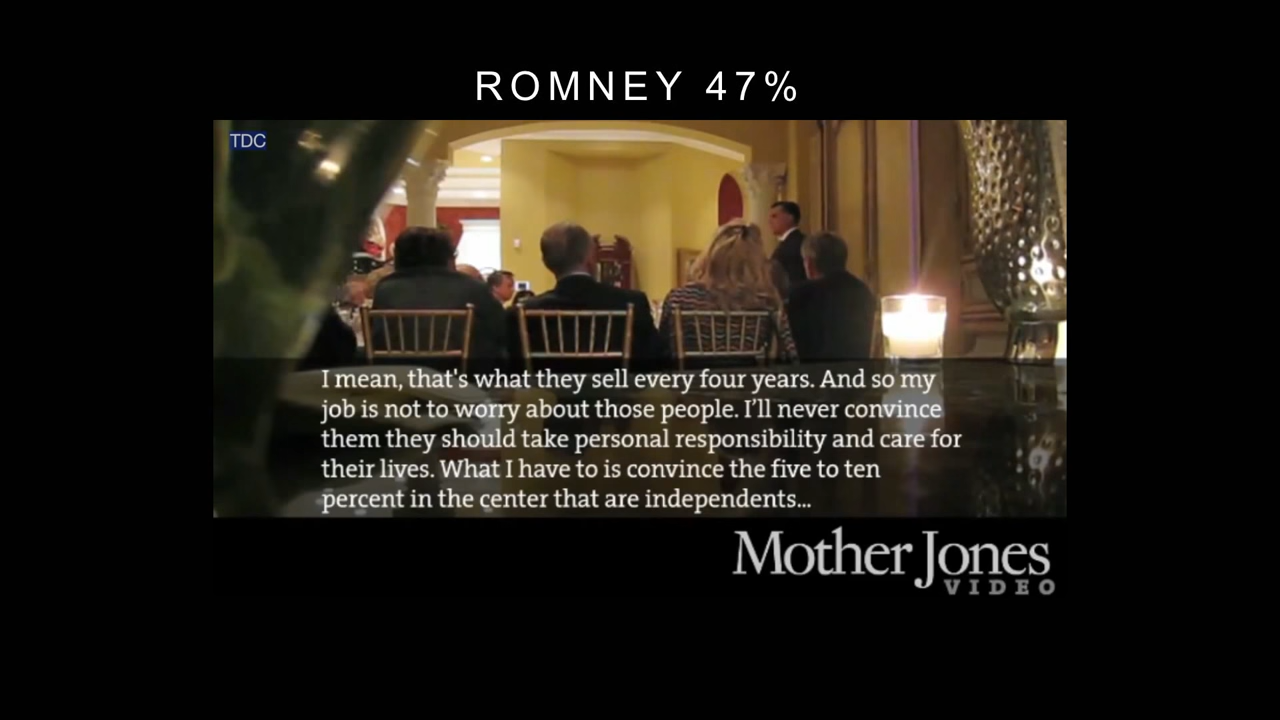 ROMNEY 47%
TDC
I mean, that's what they sell every four years. And so my
job is not to worry about those people. I’ll never convince
them they should take personal responsibility and care for
their lives. What I have to is convince the five to ten
percent in the center that are independents...
Mother Jones
VIDEO